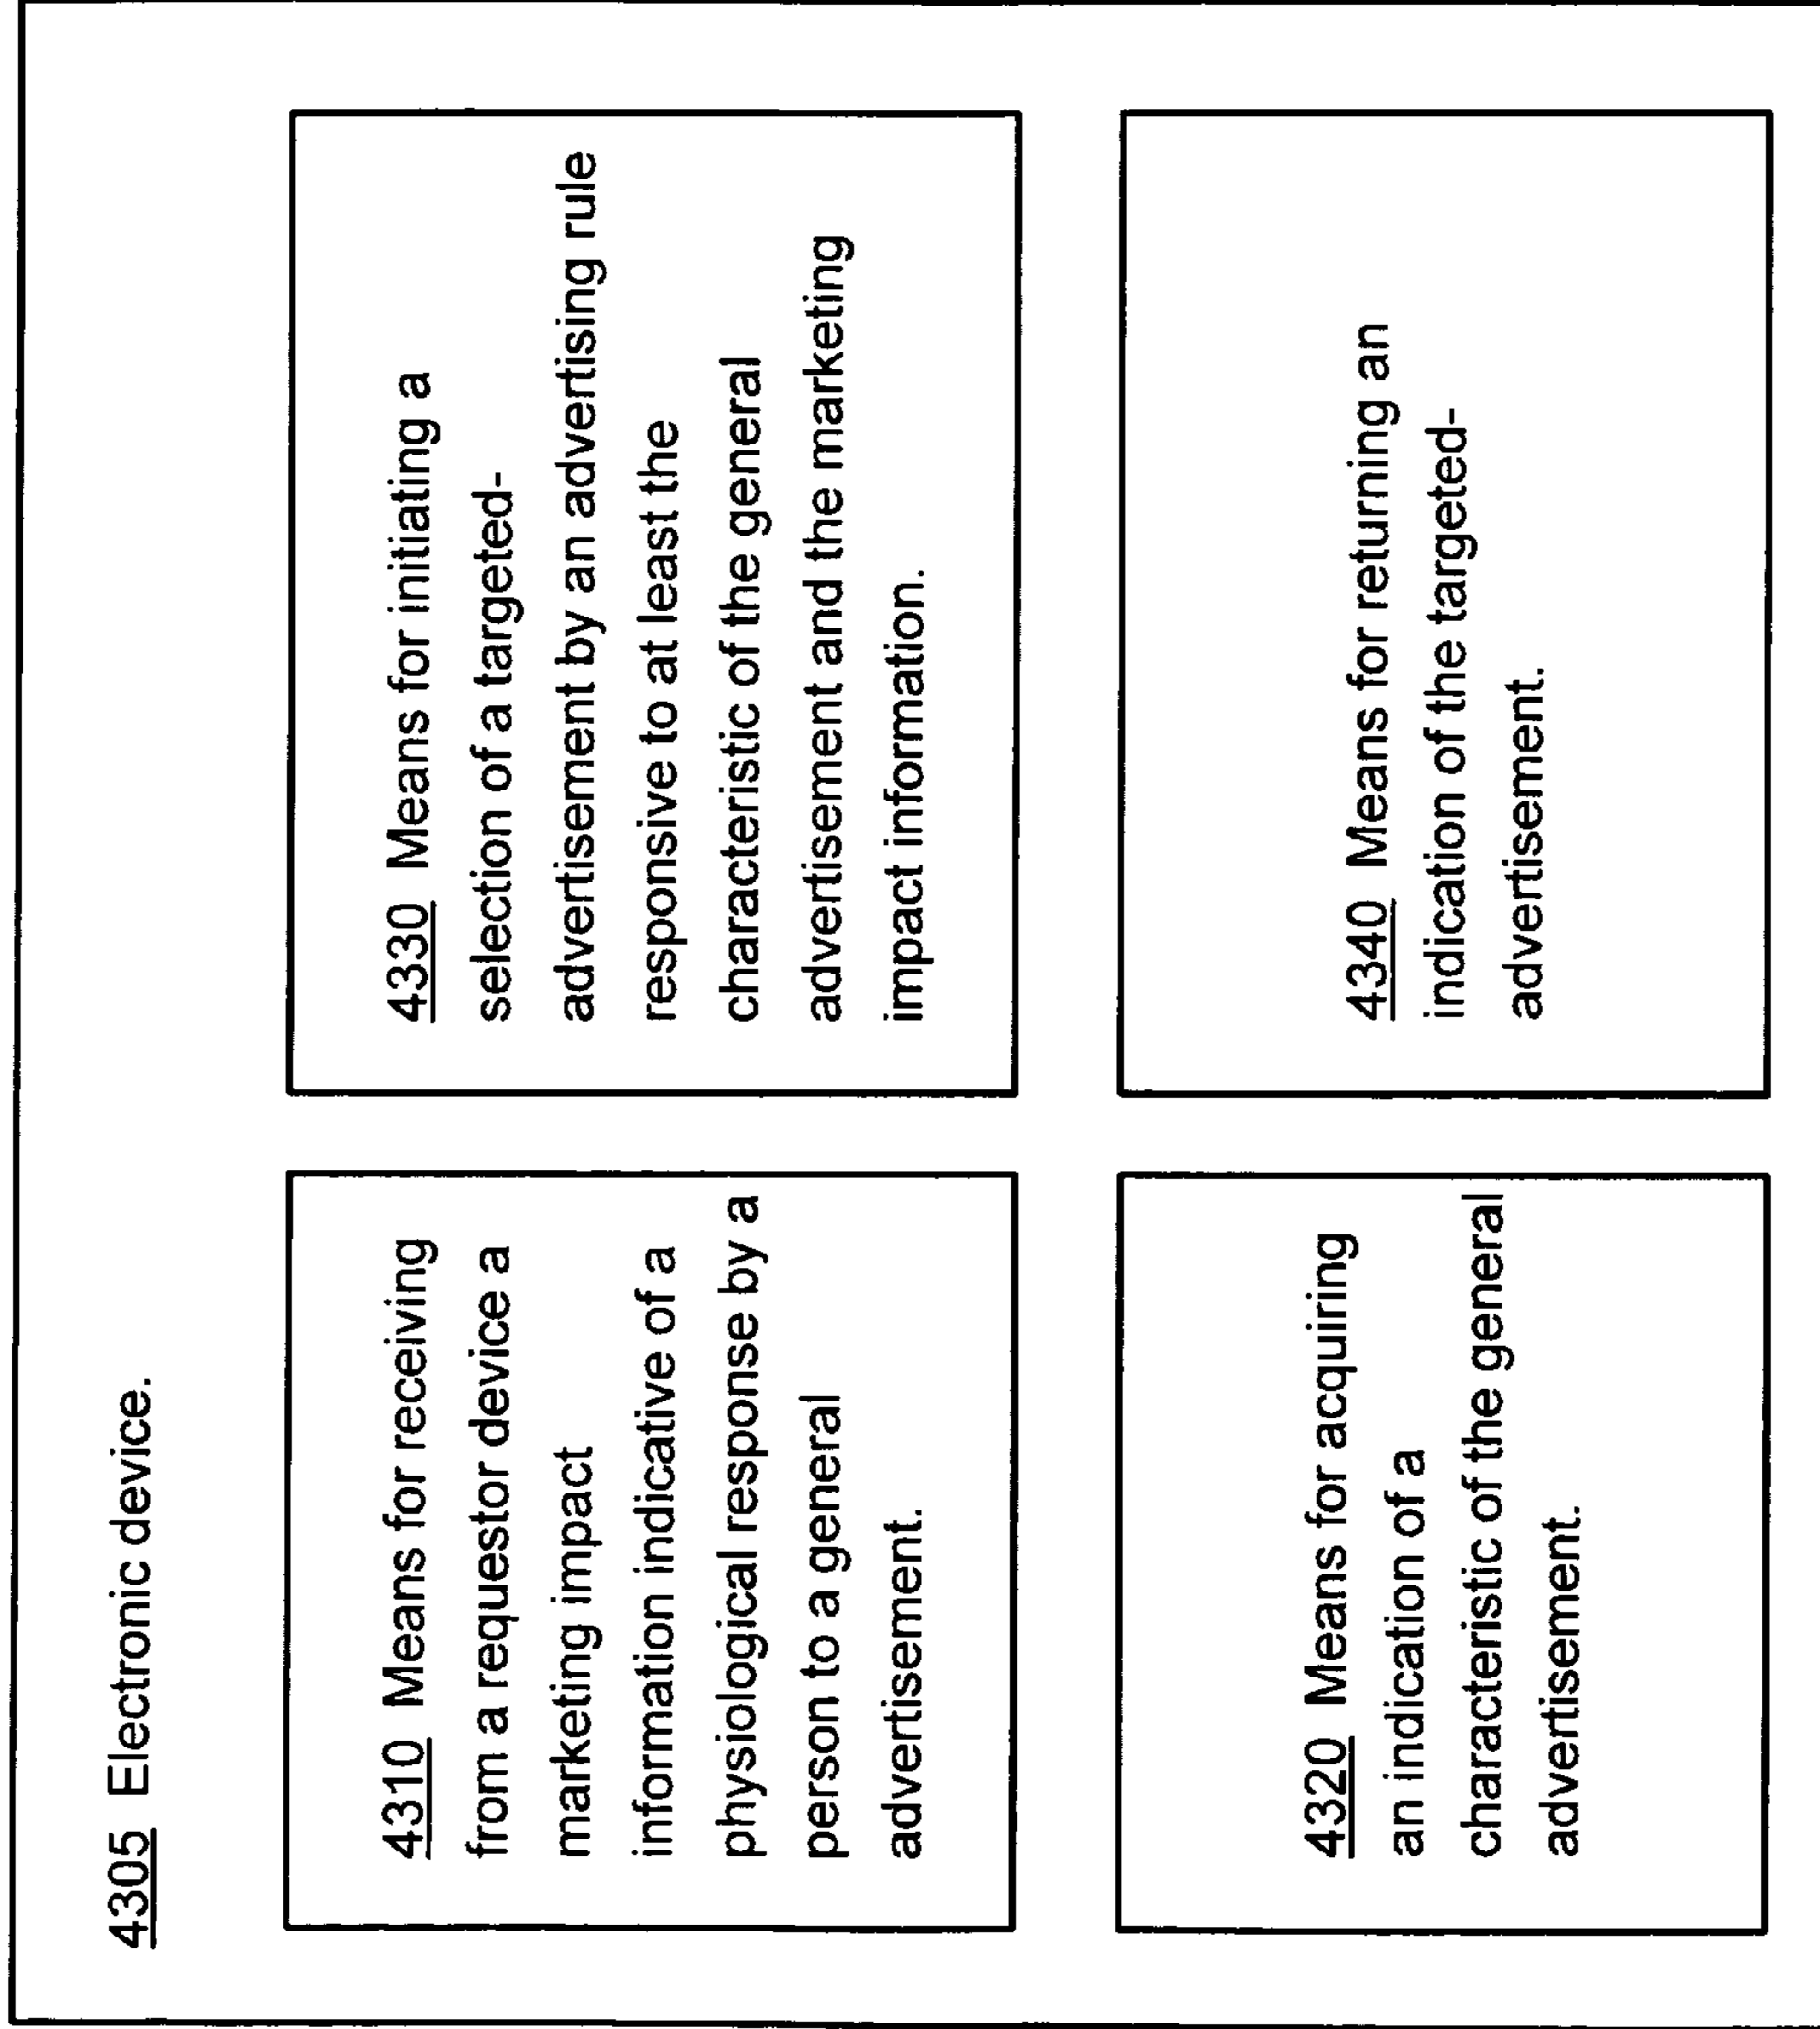 4305 Electronic device.
4310 Means for receiving
from a requestor device a
marketing impact
information indicative of a
physiological response by a
person to a general
advertisement.
4320 Means for acquiring
an indication of a
characteristic of the general
advertisement.
4330 Means for initiating a
selection of a targeted-
advertisement by an advertising rule
responsive to at least the
characteristic of the general
advertisement and the marketing
impact information.
4340 Means for returning an
indication of the targeted-
advertisement.